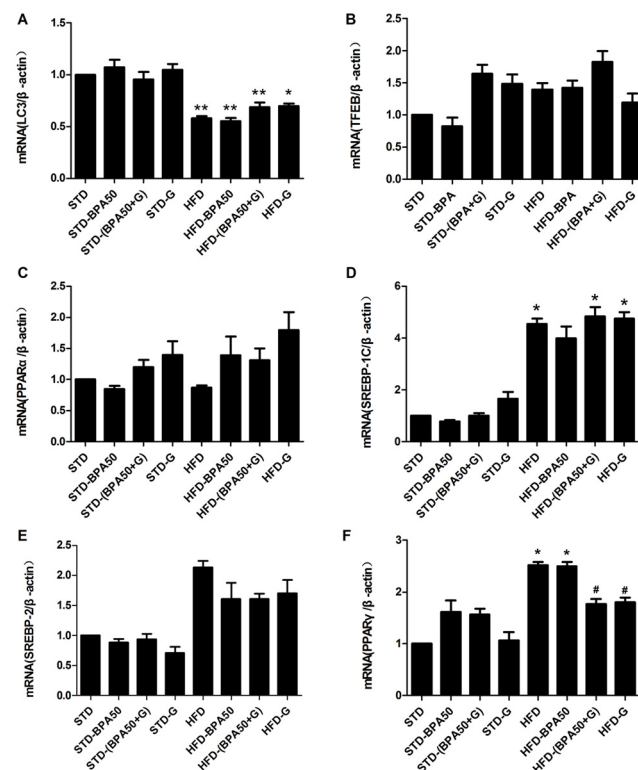 A
mRNA(LC3/β -actin)
1.5
1.0
0.5
0.0
** ** ** *
STD
STD-BPA50
STD-(BPA50+G)
STD-G
HFD
HFD-BPA50
HFD-(BPA50+G)
HFD-G
B
mRNA(TFEB/β -actin)
2.5
2.0
1.5
1.0
0.5
0.0
STD
STD-BPA
STD-(BPA+G)
STD-G
HFD
HFD-BPA
HFD-(BPA+G)
HFD-G
C
mRNA(PPARα /β -actin)
2.5
2.0
1.5
1.0
0.5
0.0
STD
STD-BPA50
STD-(BPA50+G)
STD-G
HFD
HFD-BPA50
HFD-(BPA50+G)
HFD-G
D
mRNA(SREBP-1C/β -actin)
6
4
2
0
* * *
STD
STD-BPA50
STD-(BPA50+G)
STD-G
HFD
HFD-BPA50
HFD-(BPA50+G)
HFD-G
E
mRNA(SREBP-2/β -actin)
2.5
2.0
1.5
1.0
0.5
0.0
STD
STD-BPA50
STD-(BPA50+G)
STD-G
HFD
HFD-BPA50
HFD-(BPA50+G)
HFD-G
F
mRNA(PPARγ /β -actin)
3
2
1
0
* * # #
STD
STD-BPA50
STD-(BPA50+G)
STD-G
HFD
HFD-BPA50
HFD-(BPA50+G)
HFD-G